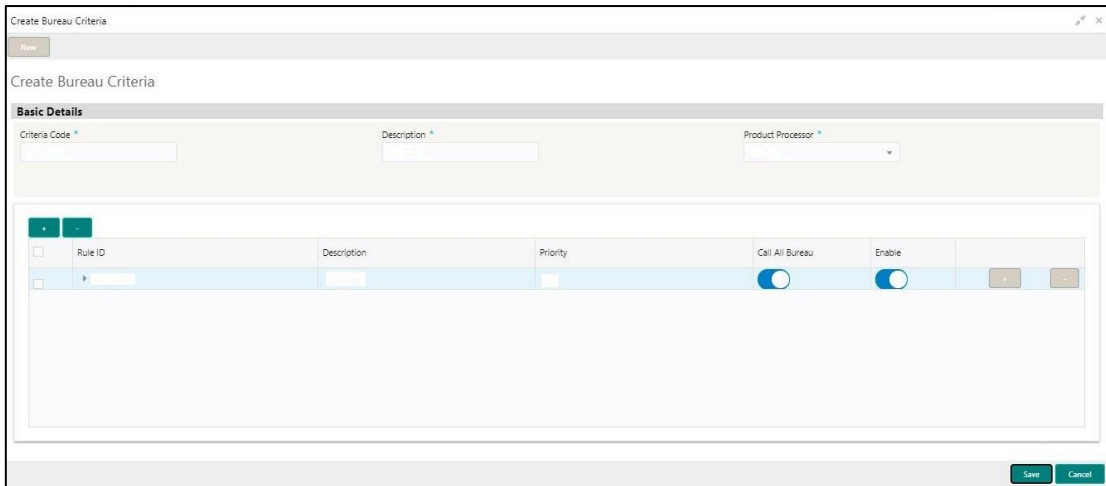 Create Bureau Criteria
New
Create Bureau Criteria
Basic Details
Criteria Code * Description * Product Processor *
+ -
Rule ID Description Priority Call All Bureau Enable
+ -
Save Cancel